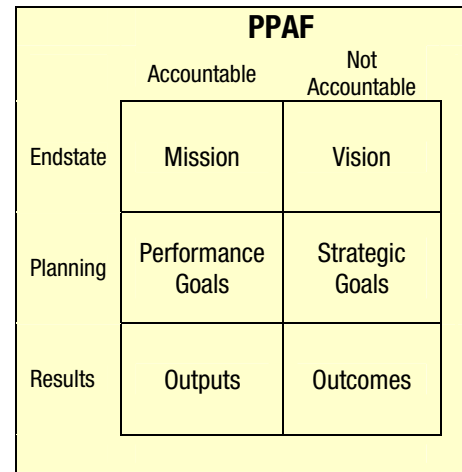 PPAF
Accountable
Not
Accountable
Endstate
Mission
Vision
Planning
Performance
Goals
Strategic
Goals
Results
Outputs
Outcomes